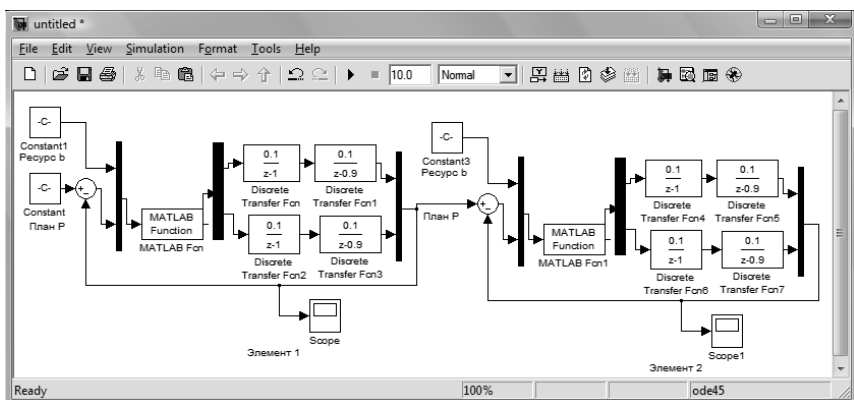 untitled *
File Edit View Simulation Format Tools Help
10.0 Normal
-C-
Constant1
Ресурс b
-C-
Constant
План Р
+
-
MATLAB
Function
MATLAB Fcn
0.1
z-1
Discrete
Transfer Fcn
0.1
z-0.9
Discrete
Transfer Fcn1
0.1
z-1
Discrete
Transfer Fcn2
0.1
z-0.9
Discrete
Transfer Fcn3
Scope
Элемент 1
-C-
Constant3
Ресурс b
План Р
+
-
MATLAB
Function
MATLAB Fcn1
0.1
z-1
Discrete
Transfer Fcn4
0.1
z-0.9
Discrete
Transfer Fcn5
0.1
z-1
Discrete
Transfer Fcn6
0.1
z-0.9
Discrete
Transfer Fcn7
Scope1
Элемент 2
Ready 100% ode45